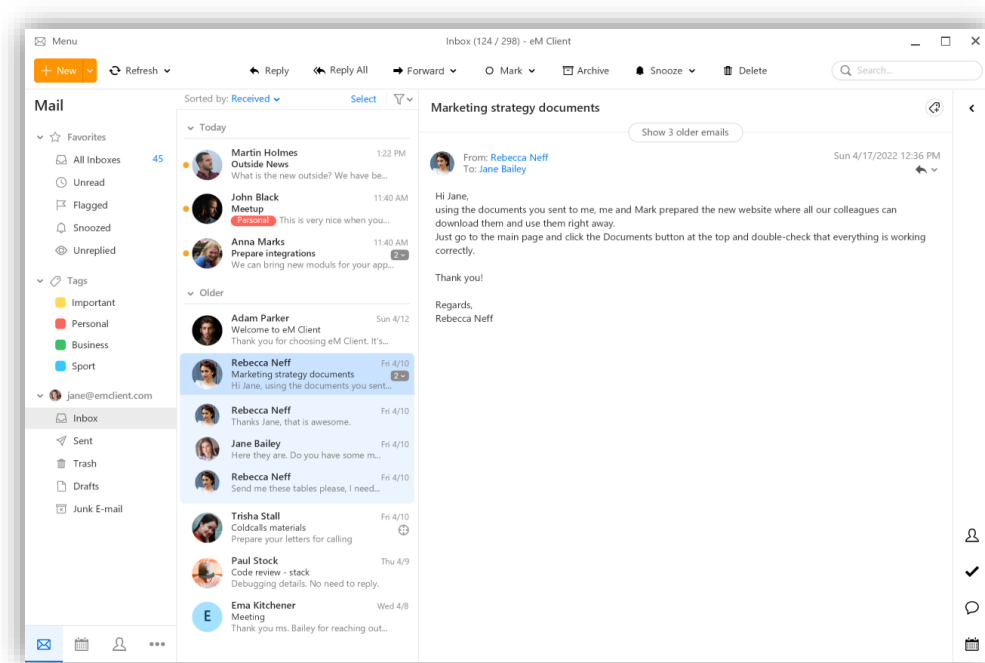 Menu
Inbox (124 / 298) - eM Client
New
Refresh
Reply
Reply All
Forward
Mark
Archive
Snooze
Delete
Search...
Mail
Favorites
All Inboxes 45
Unread
Flagged
Snoozed
Unreplied
Tags
Important
Personal
Business
Sport
jane@emclient.com
Inbox
Sent
Trash
Drafts
Junk E-mail
Sorted by: Received
Select
Today
Martin Holmes 1:22 PM
Outside News
What is the new outside? We have be...
John Black 11:40 AM
Meetup
Personal This is very nice when you...
Anna Marks 11:40 AM
Prepare integrations 2
We can bring new moduls for your app...
Older
Adam Parker Sun 4/12
Welcome to eM Client
Thank you for choosing eM Client. It's...
Rebecca Neff Fri 4/10
Marketing strategy documents 2
Hi Jane, using the documents you sent...
Rebecca Neff Fri 4/10
Thanks Jane, that is awesome.
Jane Bailey Fri 4/10
Here they are. Do you have some m...
Rebecca Neff Fri 4/10
Send me these tables please, I need...
Trisha Stall Fri 4/10
Coldcalls materials
Prepare your letters for calling
Paul Stock Thu 4/9
Code review - stack
Debugging details. No need to reply.
E
Ema Kitchener Wed 4/8
Meeting
Thank you ms. Bailey for reaching out...
Marketing strategy documents
Show 3 older emails
From: Rebecca Neff Sun 4/17/2022 12:36 PM
To: Jane Bailey
Hi Jane,
using the documents you sent to me, me and Mark prepared the new website where all our colleagues can
download them and use them right away.
Just go to the main page and click the Documents button at the top and double-check that everything is working
correctly.
Thank you!
Regards,
Rebecca Neff